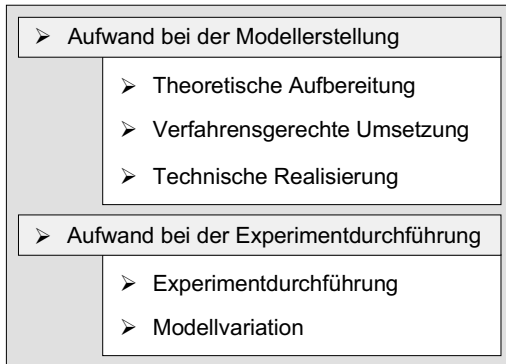 ➢ Aufwand bei der Modellerstellung
➢ Theoretische Aufbereitung
➢ Verfahrensgerechte Umsetzung
➢ Technische Realisierung
➢ Aufwand bei der Experimentdurchführung
➢ Experimentdurchführung
➢ Modellvariation